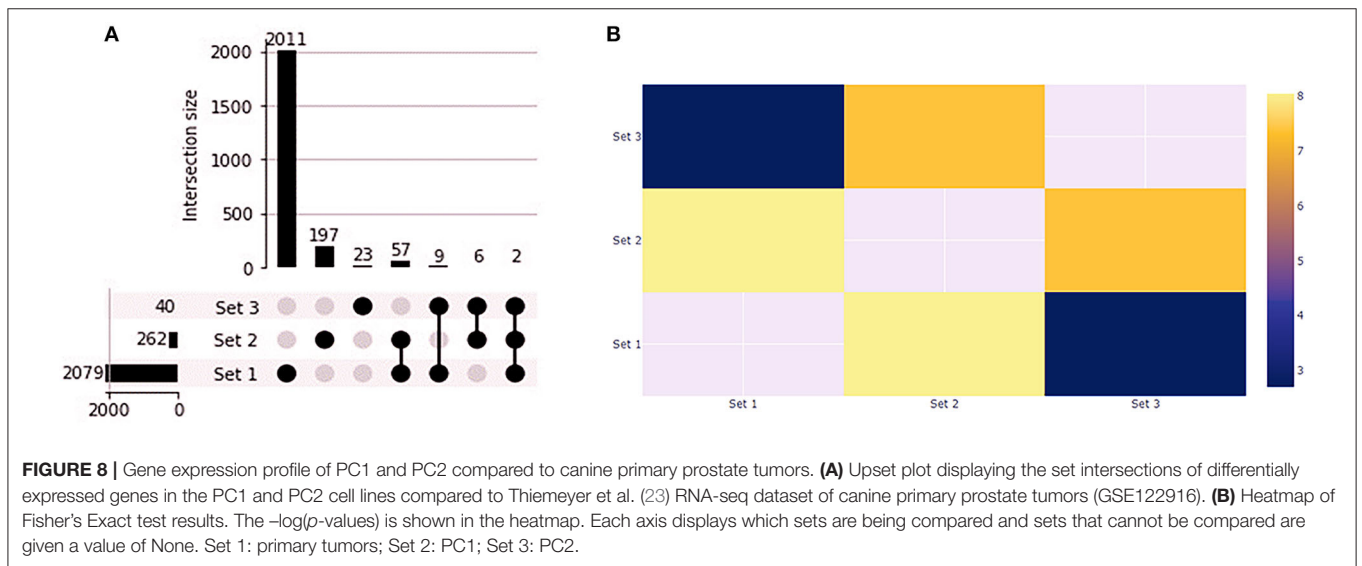 A
B
2011
2000
1500
1000
500
0
Intersection size
197
23
57
9
6
2
40
Set 3
262
Set 2
2079
Set 1
2000
0
Set 3
Set 2
Set 1
Set 1
Set 2
Set 3
8
7
6
5
4
3
FIGURE 8 | Gene expression profile of PC1 and PC2 compared to canine primary prostate tumors. (A) Upset plot displaying the set intersections of differentially
expressed genes in the PC1 and PC2 cell lines compared to Thiemeyer et al. (23) RNA-seq dataset of canine primary prostate tumors (GSE122916). (B) Heatmap of
Fisher's Exact test results. The –log(p-values) is shown in the heatmap. Each axis displays which sets are being compared and sets that cannot be compared are
given a value of None. Set 1: primary tumors; Set 2: PC1; Set 3: PC2.